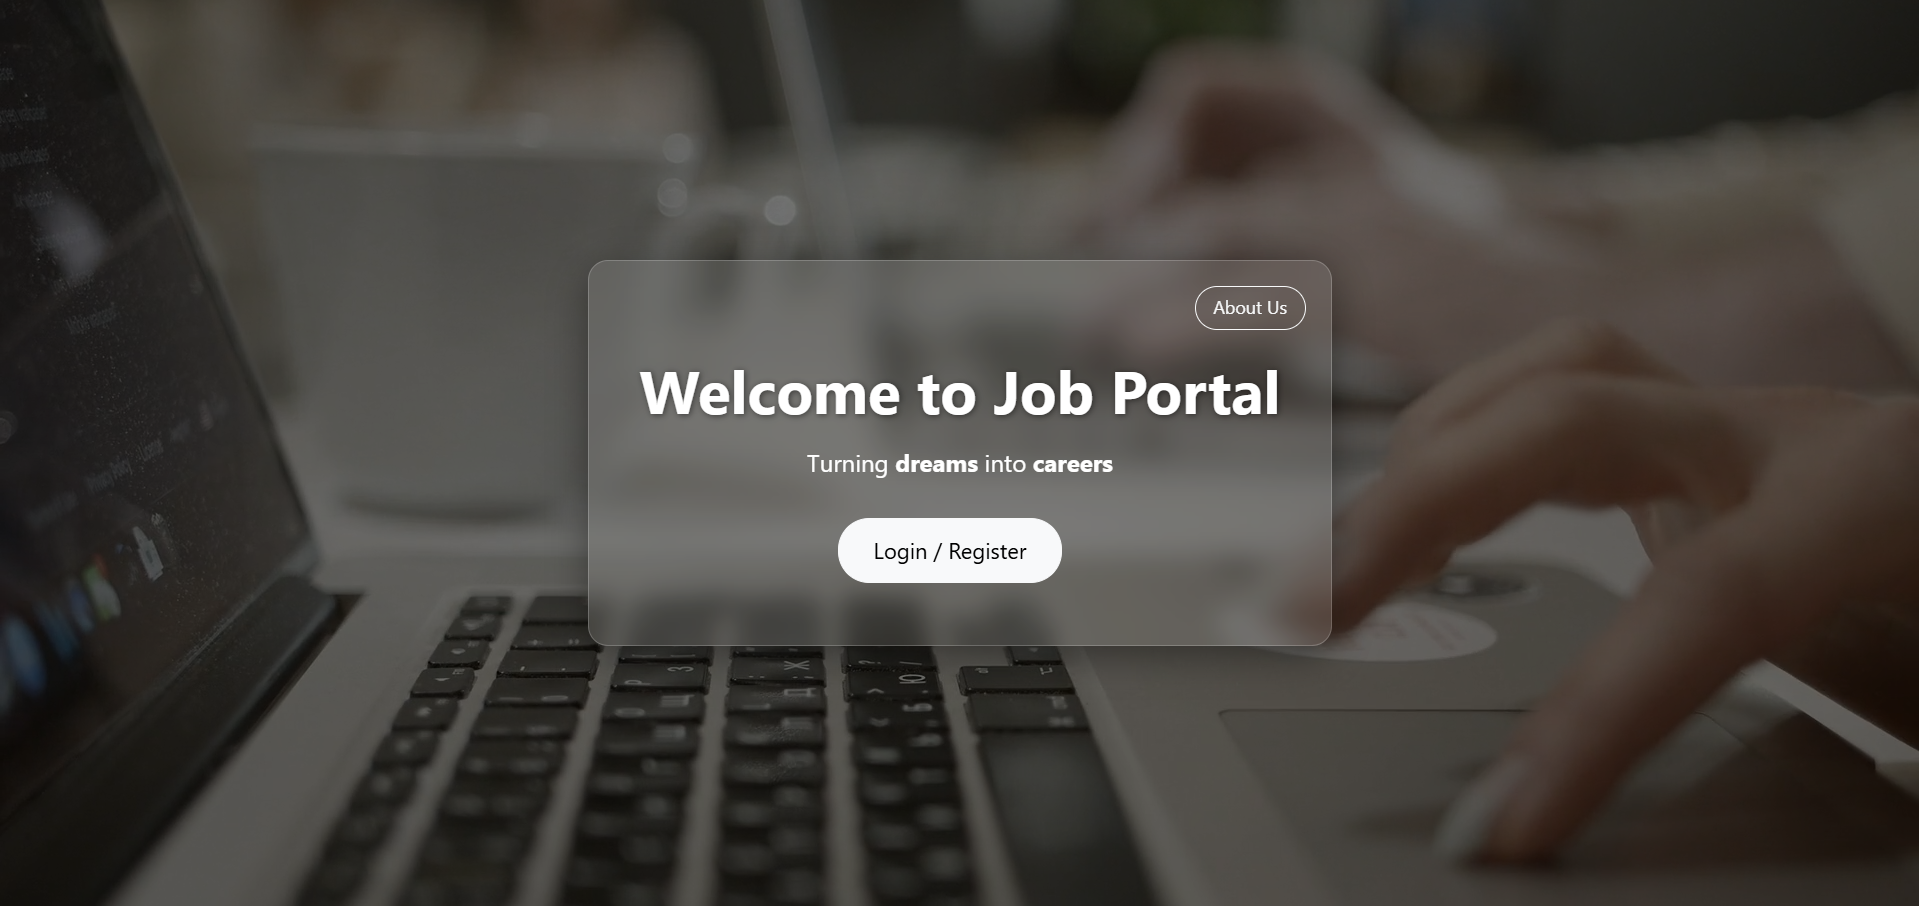 About Us
Welcome to Job Portal
Turning dreams into careers
Login / Register